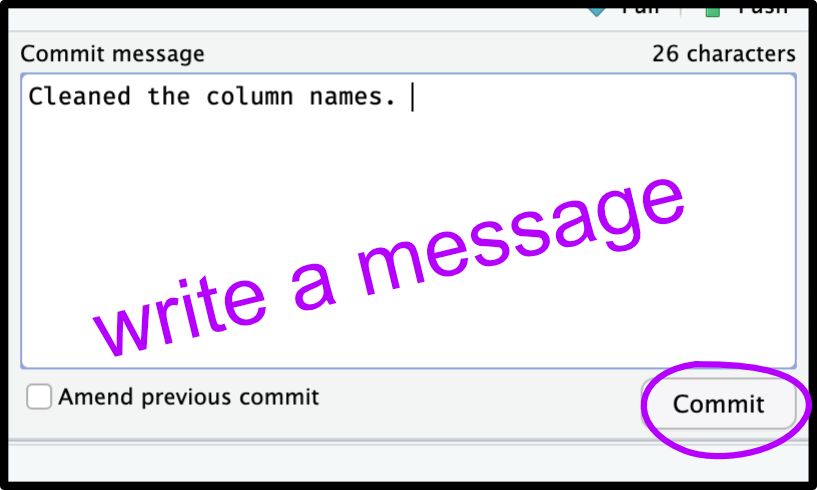 Pull Push
Commit message 26 characters
Cleaned the column names.
write a message
Amend previous commit
Commit